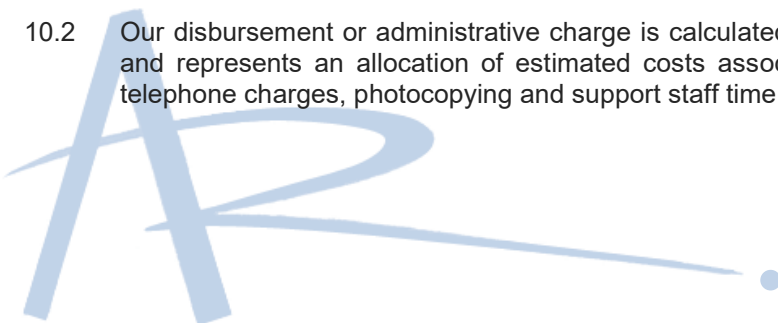 10.2 Our disbursement or administrative charge is calculated
and represents an allocation of estimated costs
telephone charges, photocopying and support staff time
AR